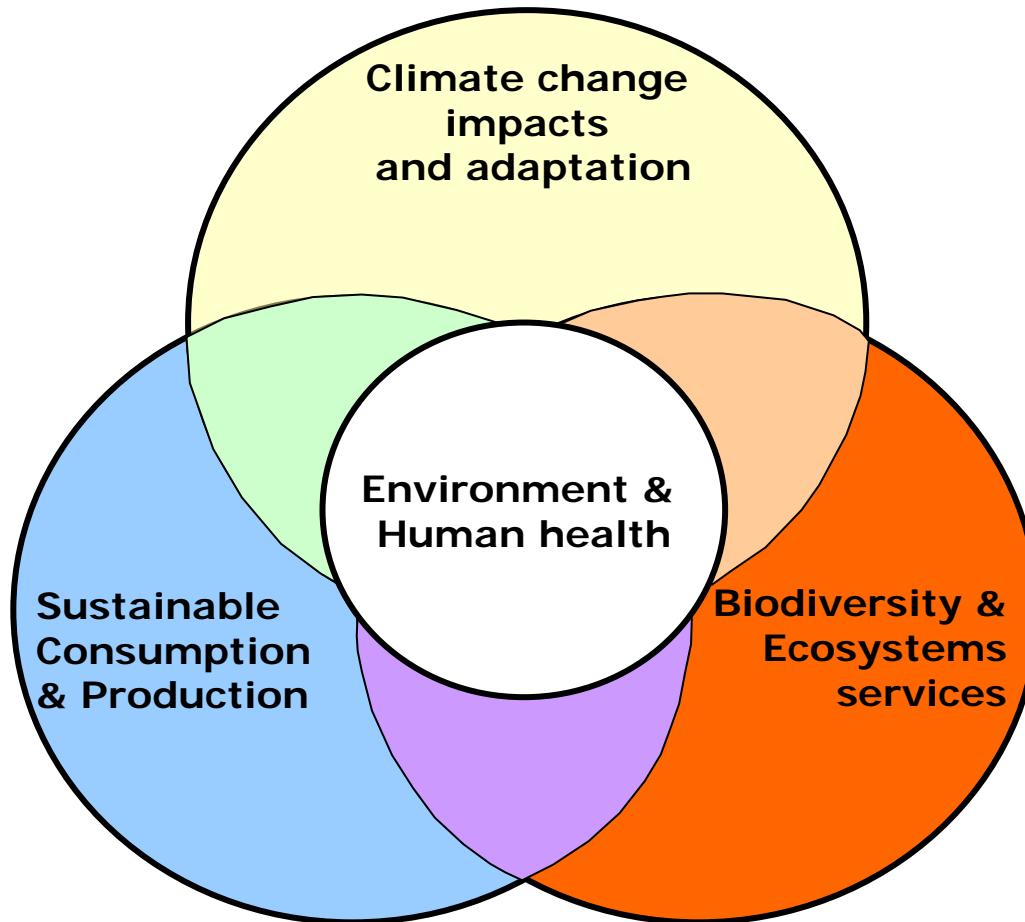 Climate change
impacts
and adaptation
Environment &
Human health
Sustainable
Consumption
& Production
Biodiversity &
Ecosystems
services